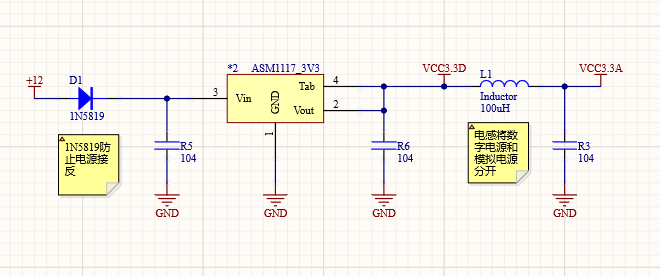 +12
D1
1N5819
1N5819防
止电源接
反
R5
104
GND
*2
ASM1117_3V3
3
Vin
GND
Tab
Vout
4
2
1
GND
R6
104
GND
VCC3.3D
L1
Inductor
100uH
电感将数
字电源和
模拟电源
分开
VCC3.3A
R3
104
GND